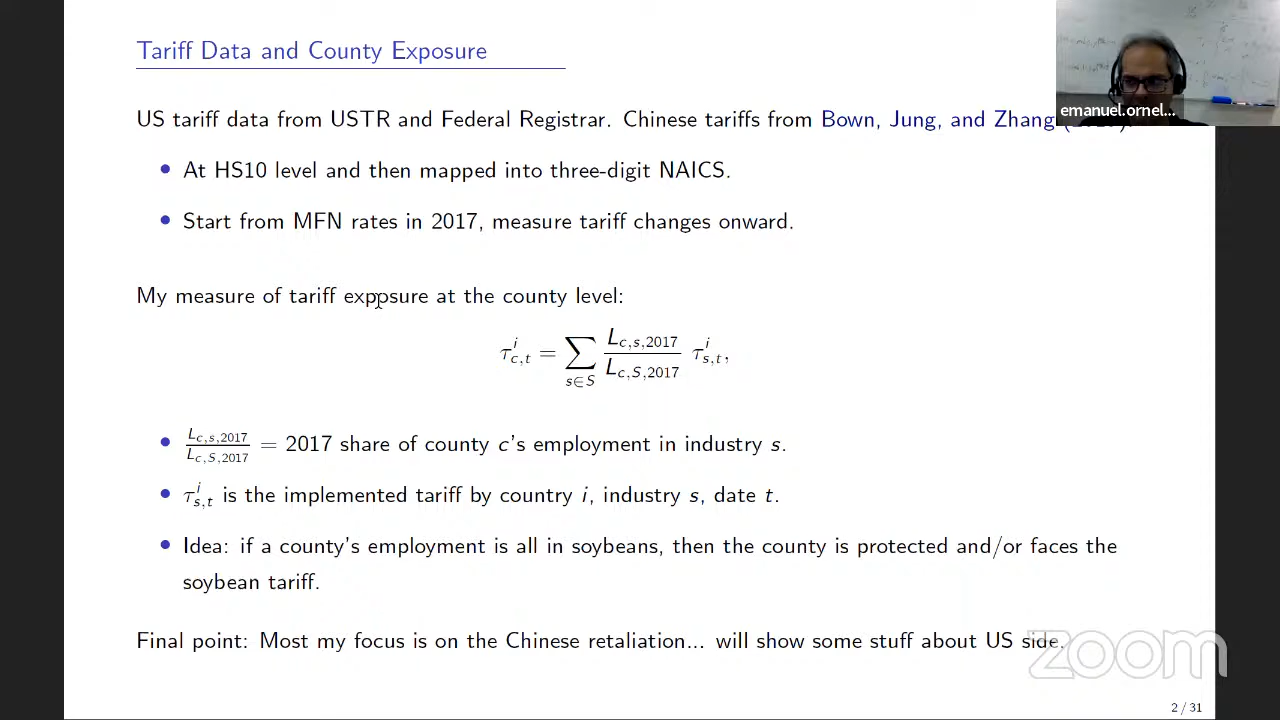 Tariff Data and County Exposure
emanuel.ornel...
US tariff data from USTR and Federal Registrar. Chinese tariffs from Bown, Jung, and Zhang
• At HS10 level and then mapped into three-digit NAICS.
• Start from MFN rates in 2017, measure tariff changes onward.
My measure of tariff exposure at the county level:
τ^i_{c,t} = ∑_{s∈S} L_{c,s,2017} / L_{c,S,2017} τ^i_{s,t},
• L_{c,s,2017} / L_{c,S,2017} = 2017 share of county c's employment in industry s.
• τ^i_{s,t} is the implemented tariff by country i, industry s, date t.
• Idea: if a county's employment is all in soybeans, then the county is protected and/or faces the
soybean tariff.
Final point: Most my focus is on the Chinese retaliation... will show some stuff about US side.
zoom
2 / 31